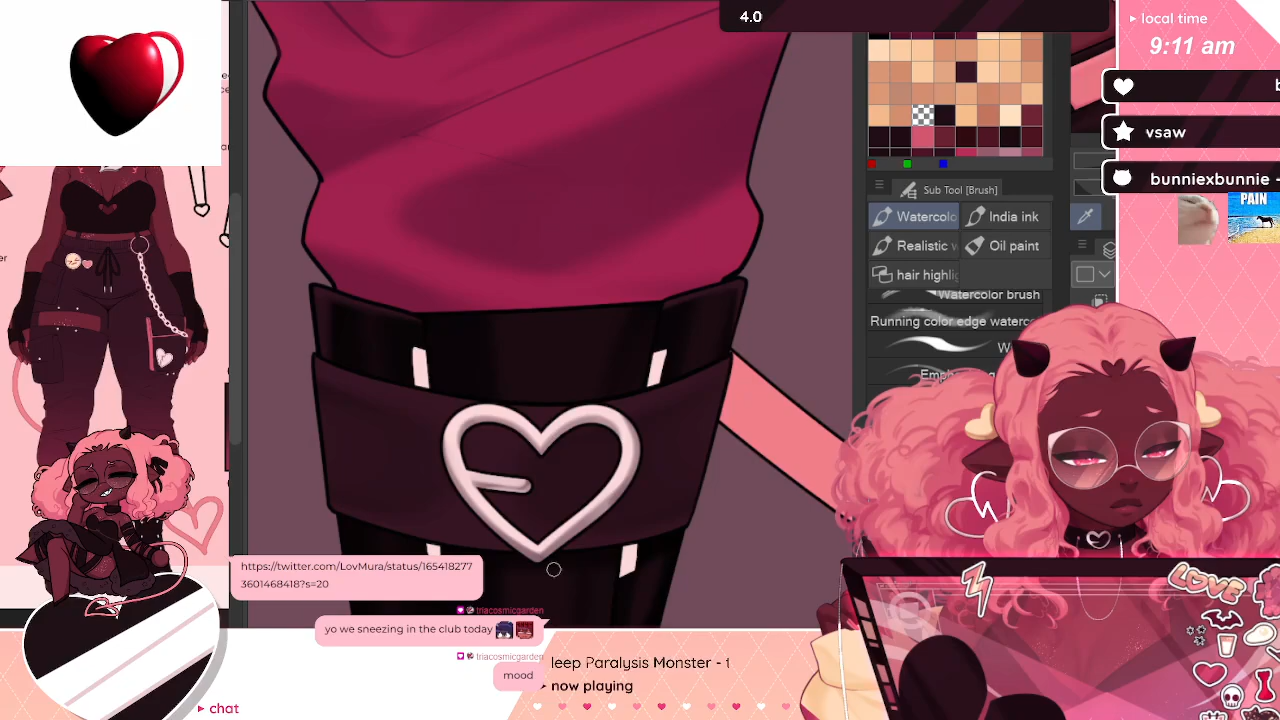 4.0
local time
9:11 am
vsaw
bunniexbunnie -
PAIN
Sub Tool [Brush]
India ink
Realistic
Oil paint
hair highlig
Watercolor brush
Running color edge waterco
LOVE
https://twitter.com/LovMura/status/165418277
3601468418?s=20
triacosmicgarden
yo we sneezing in the club today
triacosmicgarden
mood
leep Paralysis Monster - t
now playing
chat